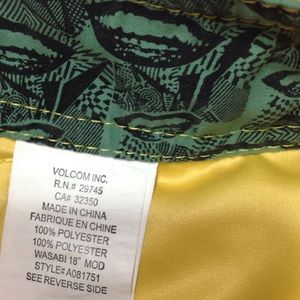 VOLCOM INC.
R.N.# 29745
CA# 32350
MADE IN CHINA
FABRIQUE EN CHINE
100% POLYESTER
100% POLYESTER
WASABI 18" MOD
STYLE# A081751
SEE REVERSE SIDE